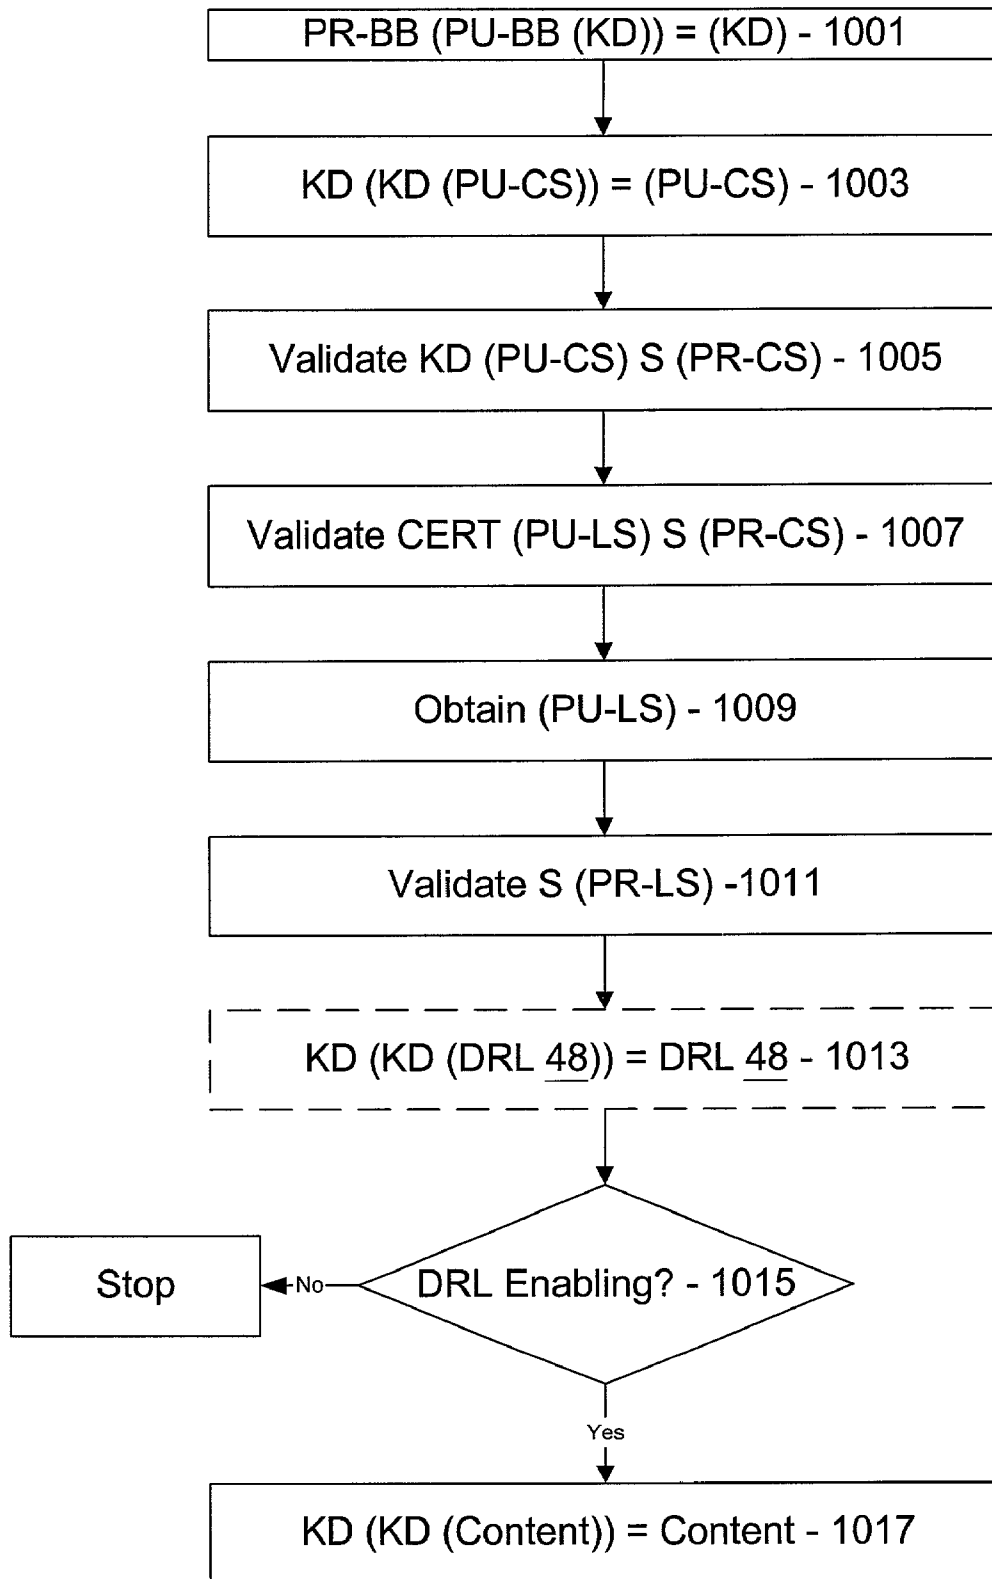 PR-BB (PU-BB (KD)) = (KD) - 1001
KD (KD (PU-CS)) = (PU-CS) - 1003
Validate KD (PU-CS) S (PR-CS) - 1005
Validate CERT (PU-LS) S (PR-CS) - 1007
Obtain (PU-LS) - 1009
Validate S (PR-LS) -1011
KD (KD (DRL 48)) = DRL 48 - 1013
DRL Enabling? - 1015
No
Stop
Yes
KD (KD (Content)) = Content - 1017